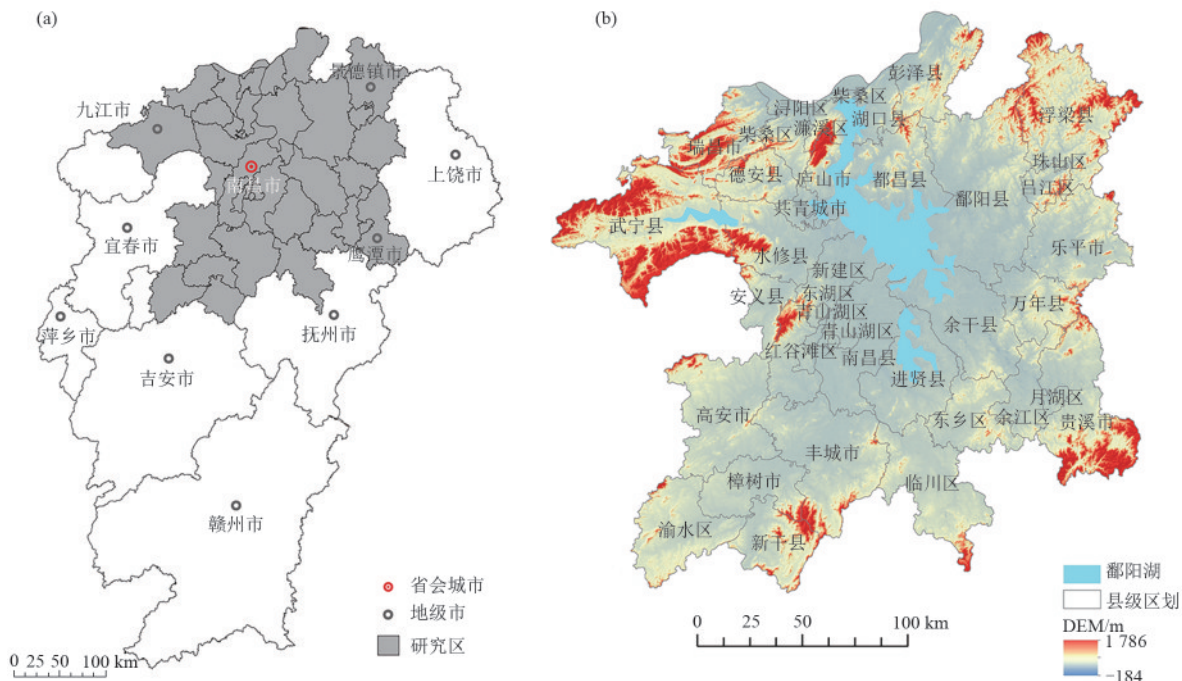 (a)
景德镇市
九江市
南昌市
上饶市
宜春市
鹰潭市
萍乡市
抚州市
吉安市
赣州市
省会城市
地级市
研究区
0 25 50 100 km
(b)
彭泽县
柴桑区
浔阳区
湖口县
濂溪区
柴桑区
瑞昌市
浮梁县
珠山区
德安县
庐山市
都昌县
昌江区
鄱阳县
共青城市
武宁县
乐平市
永修县
新建区
安义县
东湖区
万年县
青山湖区
余干县
青山湖区
红谷滩区
南昌县
进贤县
月湖区
高安市
东乡区
余江区
贵溪市
丰城市
樟树市
临川区
渝水区
新干县
鄱阳湖
县级区划
DEM/m
1 786
−184
0 25 50 100 km